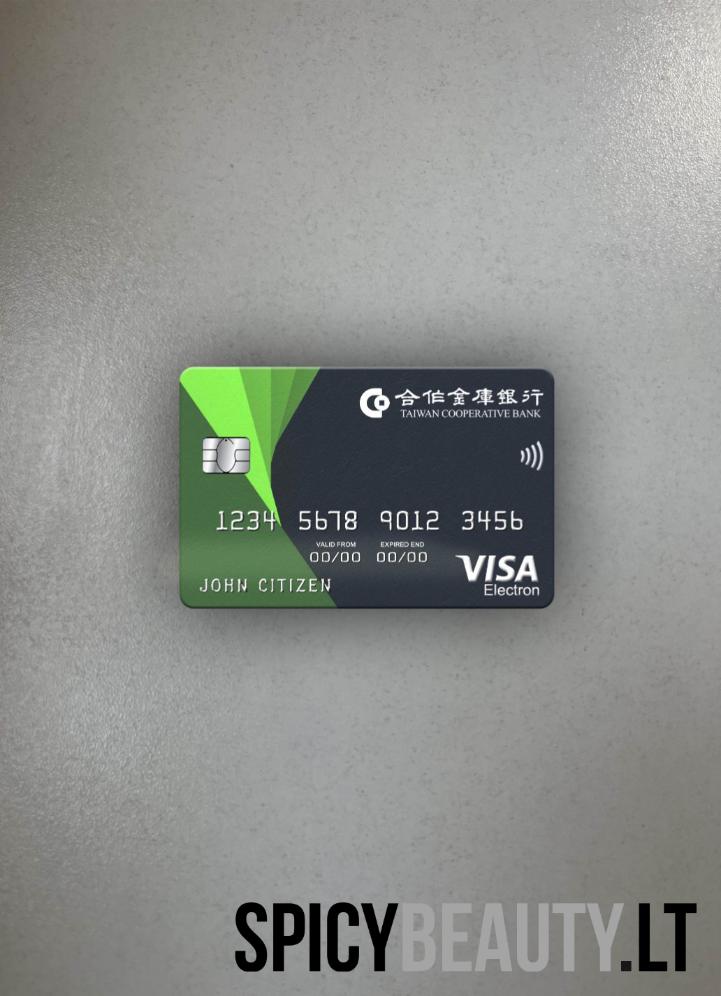 合作金庫銀行
TAIWAN COOPERATIVE BANK
1234 5678 9012 3456
VALID FROM EXPIRED END
00/00 00/00
JOHN CITIZEN
VISA
Electron
SPICYBEAUTY.LT